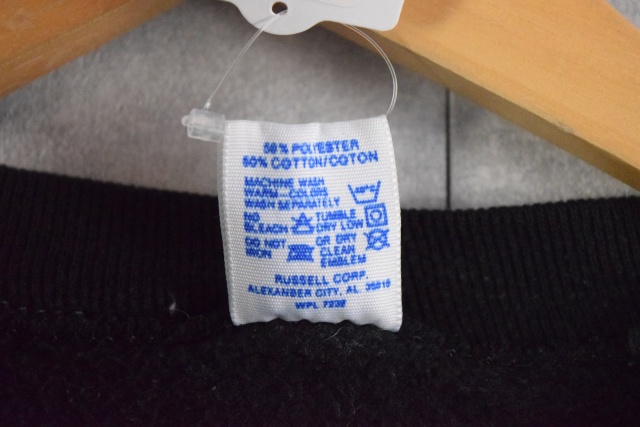 50% POLYESTER
50% COTTON/COTON
MACHINE WASH
WARM-COLORS
WASH SEPARATELY
NO
BLEACH
TUMBLE
DRY LOW
DO NOT
IRON
OR DRY
CLEAN
EMBLEM
RUSSELL CORP.
ALEXANDER CITY, AL
WPL 7239